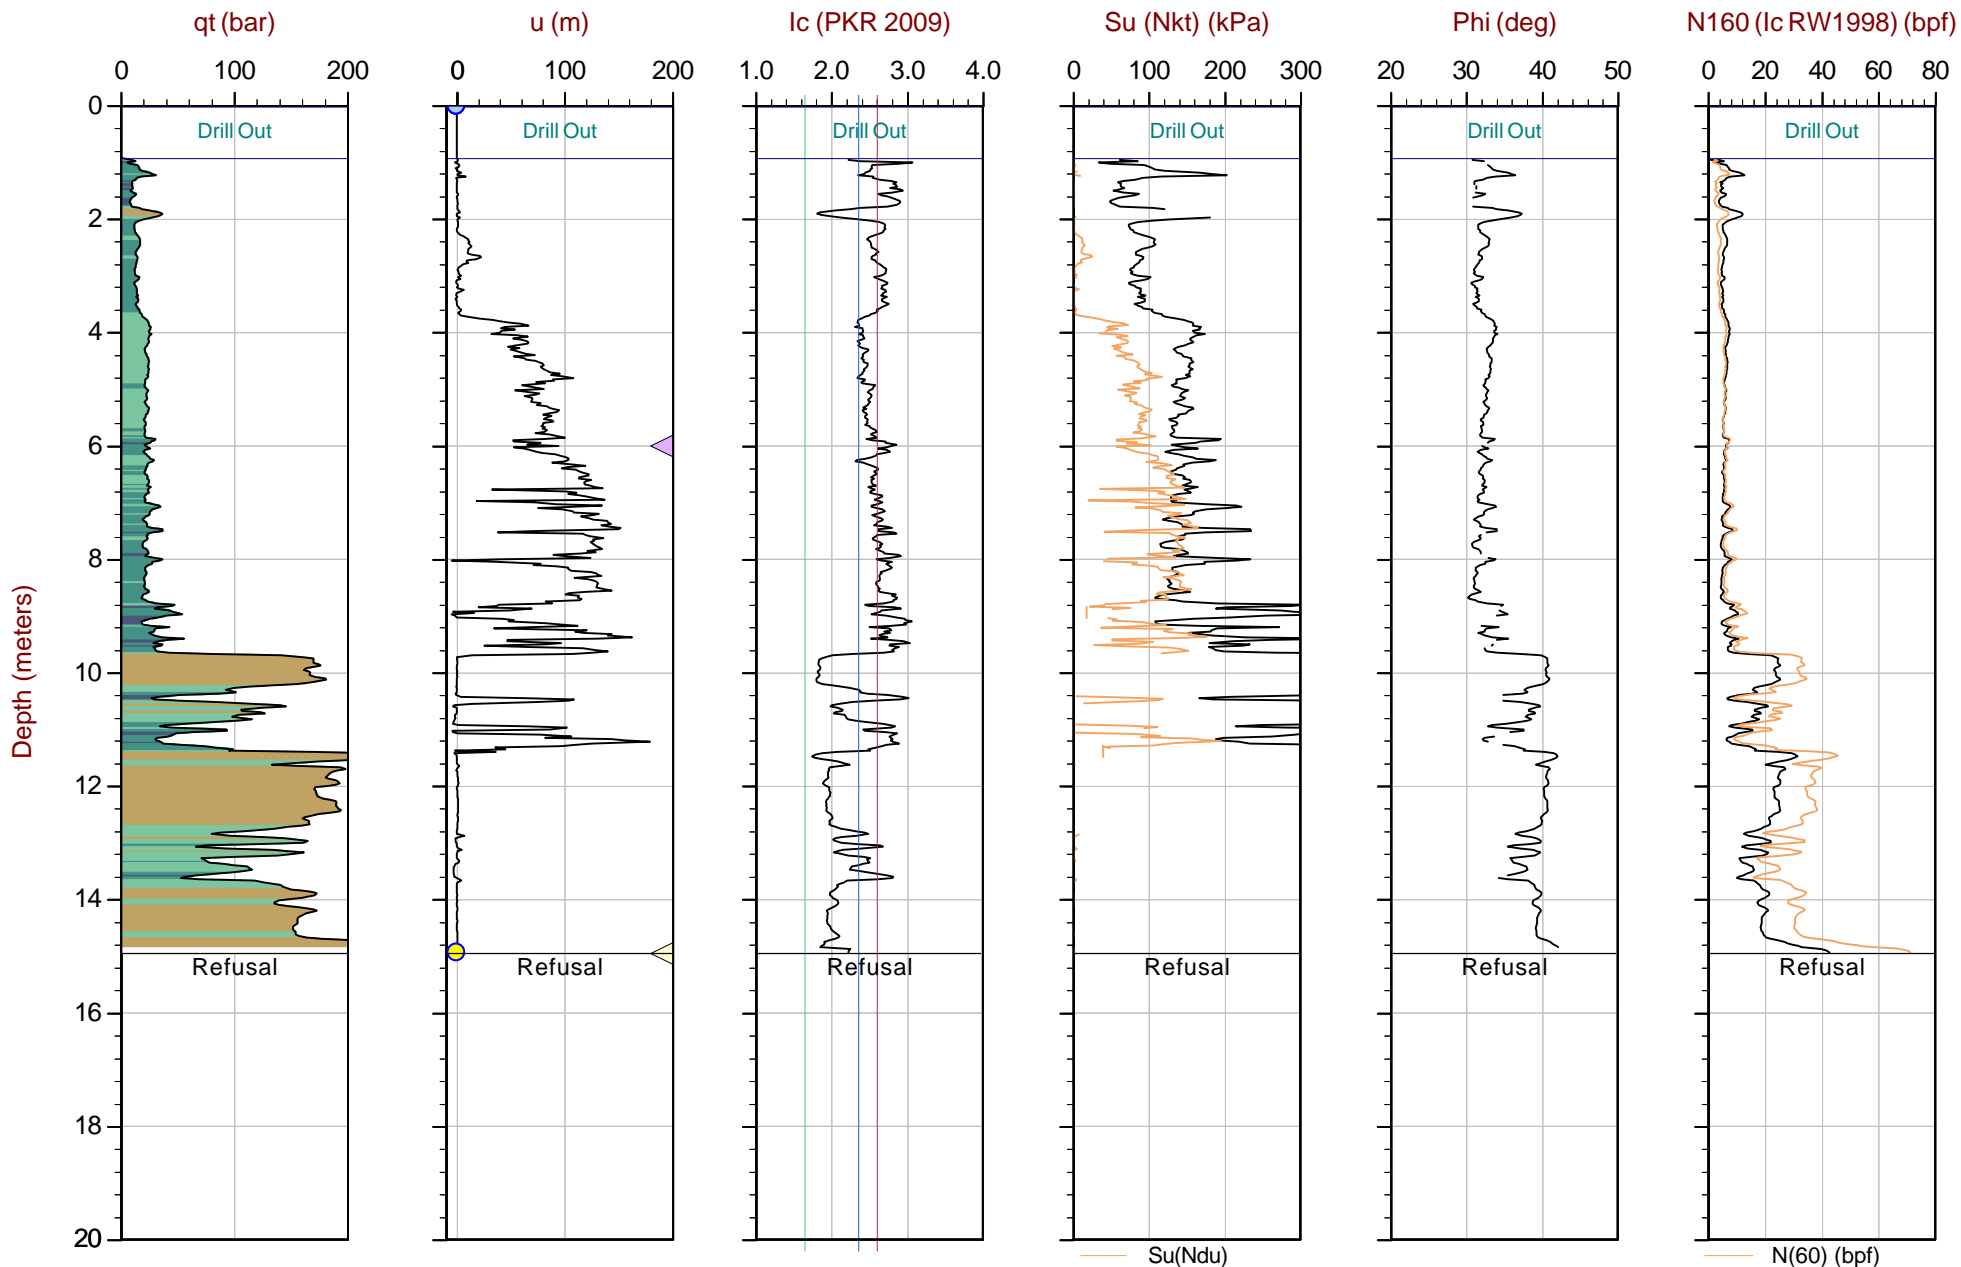 qt (bar) u (m) Ic (PKR 2009) Su (Nkt) (kPa) Phi (deg) N160 (Ic RW1998) (bpf)
0 100 200 0 100 200 1.0 2.0 3.0 4.0 0 100 200 300 20 30 40 50 0 20 40 60 80
0
Drill Out Drill Out Drill Out Drill Out Drill Out Drill Out
2
4
6
8
Depth (meters)
10
12
14
Refusal Refusal Refusal Refusal Refusal Refusal
16
18
20
Su(Ndu) N(60) (bpf)